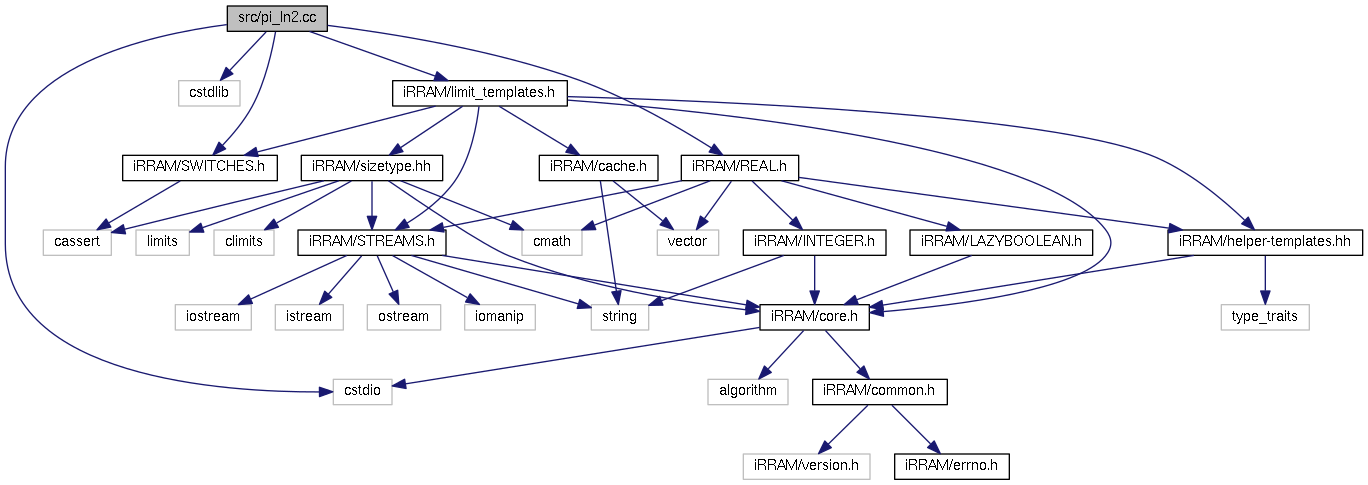 src/pi_ln2.cc
cstdlib
iRRAM/limit_templates.h
iRRAM/SWITCHES.h
iRRAM/sizetype.hh
iRRAM/cache.h
iRRAM/REAL.h
cassert
limits
climits
iRRAM/STREAMS.h
cmath
vector
iRRAM/INTEGER.h
iRRAM/LAZYBOOLEAN.h
iRRAM/helper-templates.hh
iostream
istream
ostream
iomanip
string
iRRAM/core.h
type_traits
cstdio
algorithm
iRRAM/common.h
iRRAM/version.h
iRRAM/errno.h